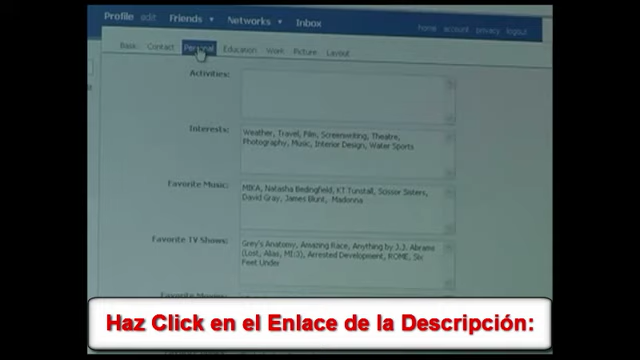 Profile edit Friends ▼ Networks ▼ Inbox
home account privacy logout
Basic Contact Personal Education Work Picture Layout
Activities:
Interests:
Weather, Travel, Film, Screenwriting, Theatre,
Photography, Music, Interior Design, Water Sports
Favorite Music:
MIKA, Natasha Bedingfield, KT Tunstall, Scissor Sisters,
David Gray, James Blunt, Madonna
Favorite TV Shows:
Grey's Anatomy, Amazing Race, Anything by J.J. Abrams
(Lost, Alias, MI:3), Arrested Development, ROME, Six
Feet Under
Haz Click en el Enlace de la Descripción: